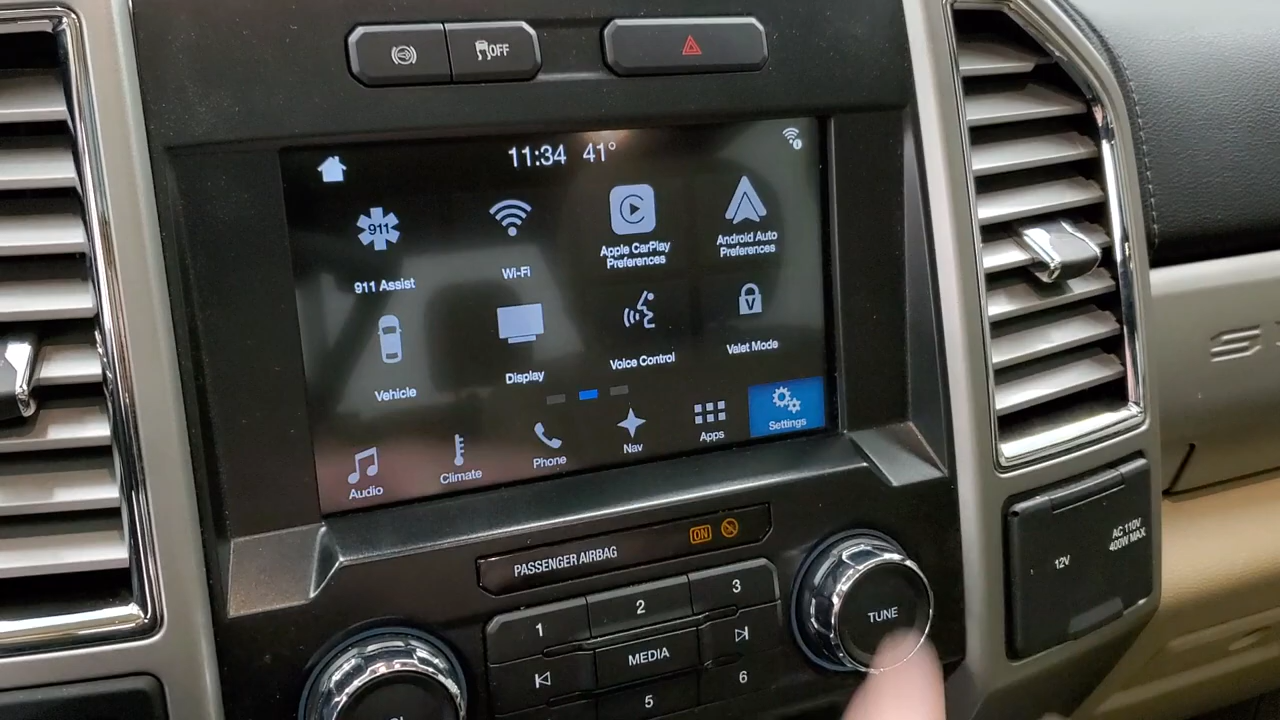 OFF
11:34 41°
911
911 Assist
Wi-Fi
Apple CarPlay
Preferences
Android Auto
Preferences
Vehicle
Display
Voice Control
V
Valet Mode
Audio
Climate
Phone
Nav
Apps
Settings
PASSENGER AIRBAG ON
1 2 3
MEDIA
5 6
TUNE
12V
AC 110V
400W MAX